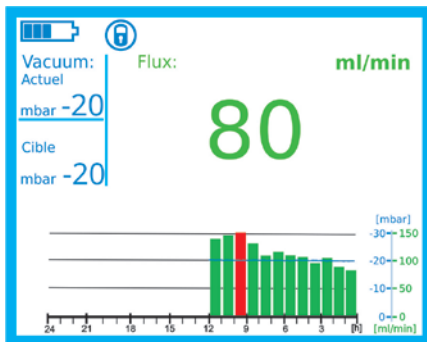 Vacuum:
Actuel
mbar -20
Cible
mbar -20
Flux:
ml/min
80
[mbar]
-30 150
-20 100
-10 50
0 0
24 21 18 15 12 9 6 3 [h] [ml/min]